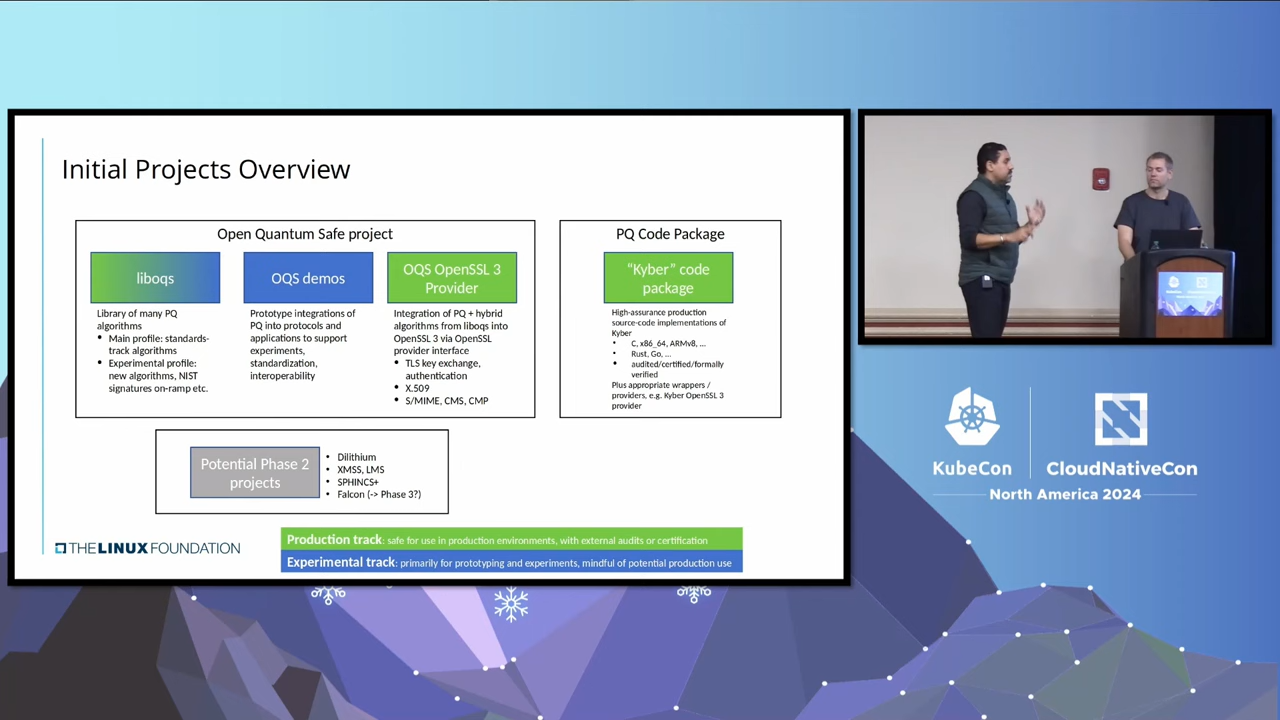 Initial Projects Overview
Open Quantum Safe project
liboqs
Library of many PQ
algorithms
• Main profile: standards-
track algorithms
• Experimental profile:
new algorithms, NIST
signatures on-ramp etc.
OQS demos
Prototype integrations of
PQ into protocols and
applications to support
experiments,
standardization,
interoperability
OQS OpenSSL 3
Provider
Integration of PQ + hybrid
algorithms from liboqs into
OpenSSL 3 via OpenSSL
provider interface
• TLS key exchange,
authentication
• X.509
• S/MIME, CMS, CMP
PQ Code Package
“Kyber” code
package
High-assurance production
source-code implementations of
Kyber
• C, x86_64, ARMv8, ...
• Rust, Go, ...
• audited/certified/formally
verified
Plus appropriate wrappers /
providers, e.g. Kyber OpenSSL 3
provider
Potential Phase 2
projects
• Dilithium
• XMSS, LMS
• SPHINCS+
• Falcon (-> Phase 3?)
THE LINUX FOUNDATION
Production track: safe for use in production environments, with external audits or certification
Experimental track: primarily for prototyping and experiments, mindful of potential production use
KubeCon
CloudNativeCon
North America 2024